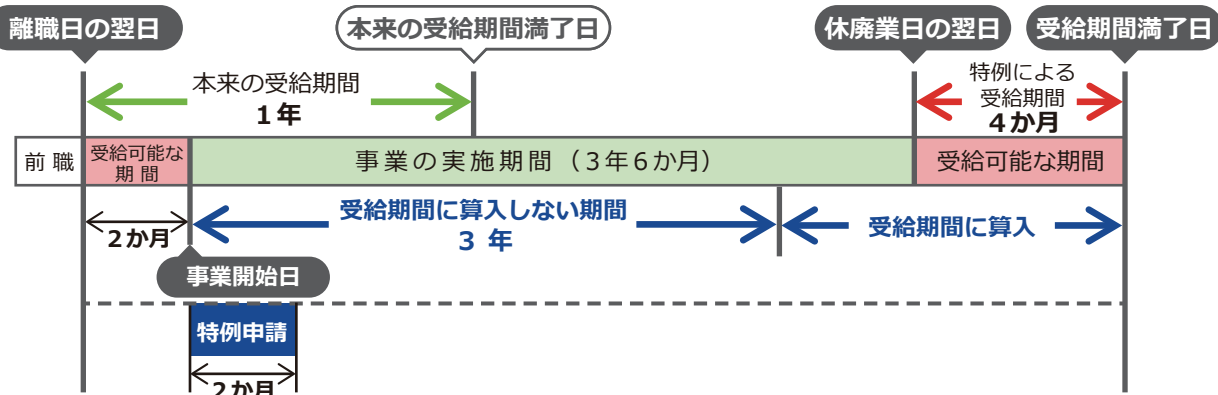 離職日の翌日
本来の受給期間満了日
休廃業日の翌日
受給期間満了日
本来の受給期間
1年
特例による
受給期間
4か月
前職
受給可能な
期間
事業の実施期間（3年6か月）
受給可能な期間
2か月
受給期間に算入しない期間
3 年
受給期間に算入
事業開始日
特例申請
2か月